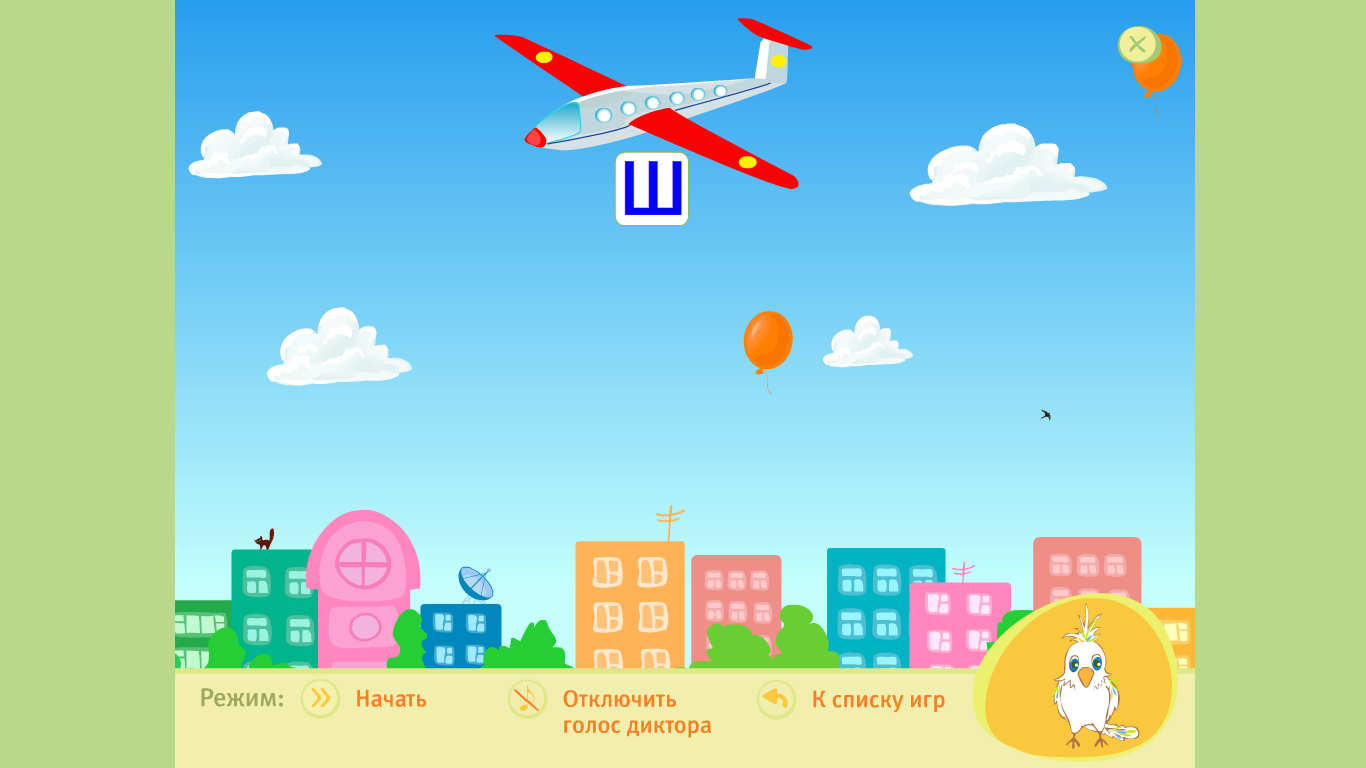 Ш
Режим:
Начать
Отключить
голос диктора
К списку игр